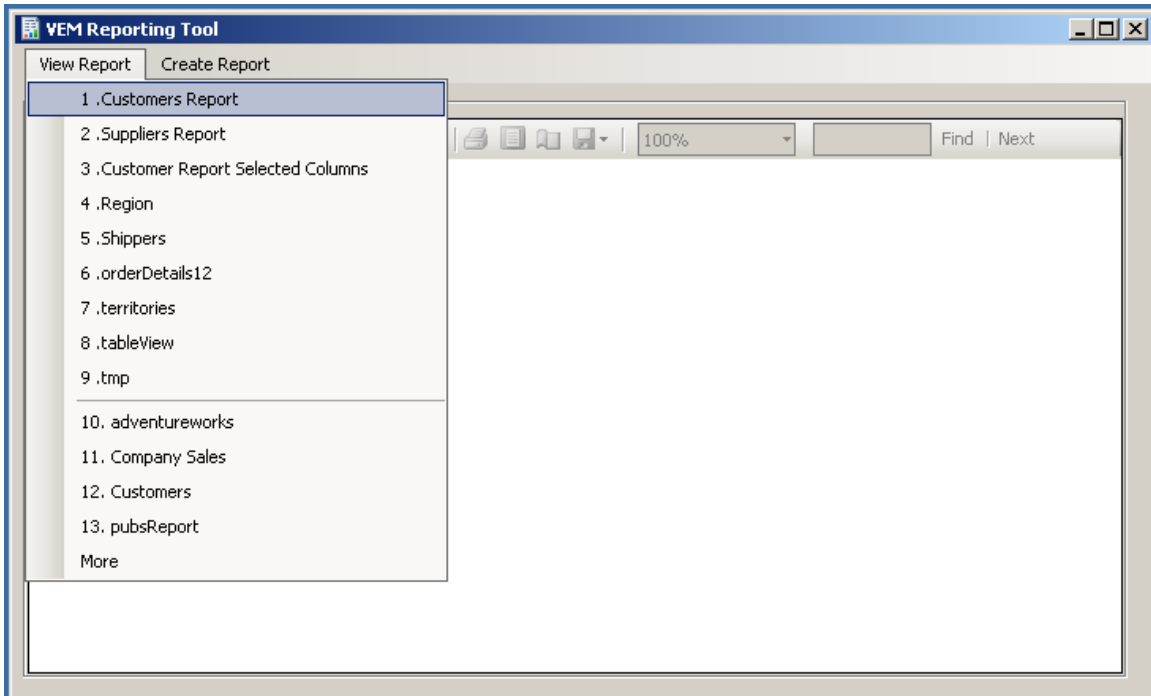 VEM Reporting Tool
View Report Create Report
1 .Customers Report
2 .Suppliers Report
100% Find | Next
3 .Customer Report Selected Columns
4 .Region
5 .Shippers
6 .orderDetails12
7 .territories
8 .tableView
9 .tmp
10. adventureworks
11. Company Sales
12. Customers
13. pubsReport
More